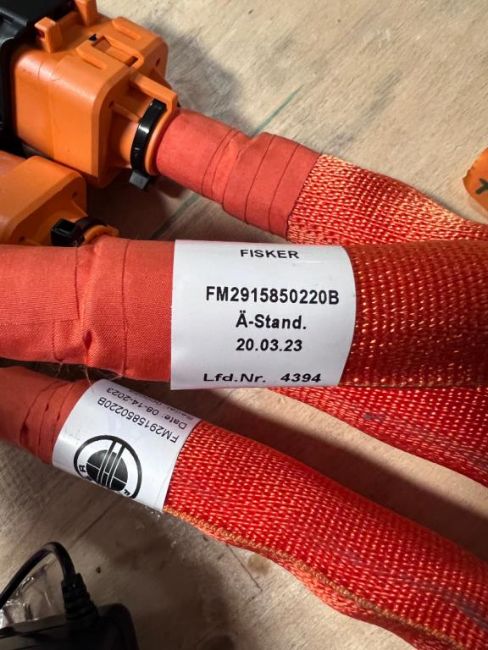 FISKER
FM2915850220B
Ä-Stand.
20.03.23
Lfd.Nr. 4394
FM2915850220B
Date: 08-14-2023